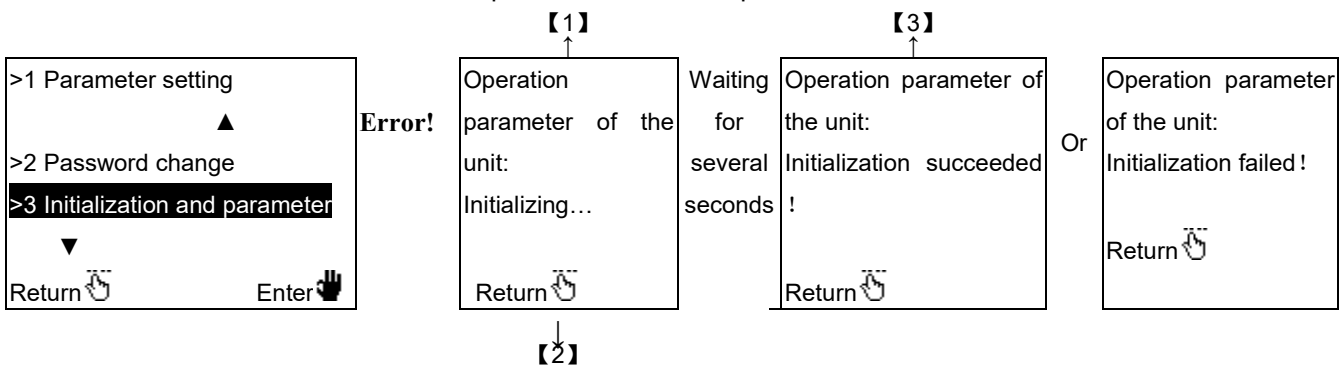 【1】
【3】
>1 Parameter setting
▲
>2 Password change
>3 Initialization and parameter
▼
Return Enter
Error!
Operation
parameter of the
unit:
Initializing…
Return
【2】
Waiting
for
several
seconds
Operation parameter of
the unit:
Initialization succeeded
!
Return
Or
Operation parameter
of the unit:
Initialization failed!
Return